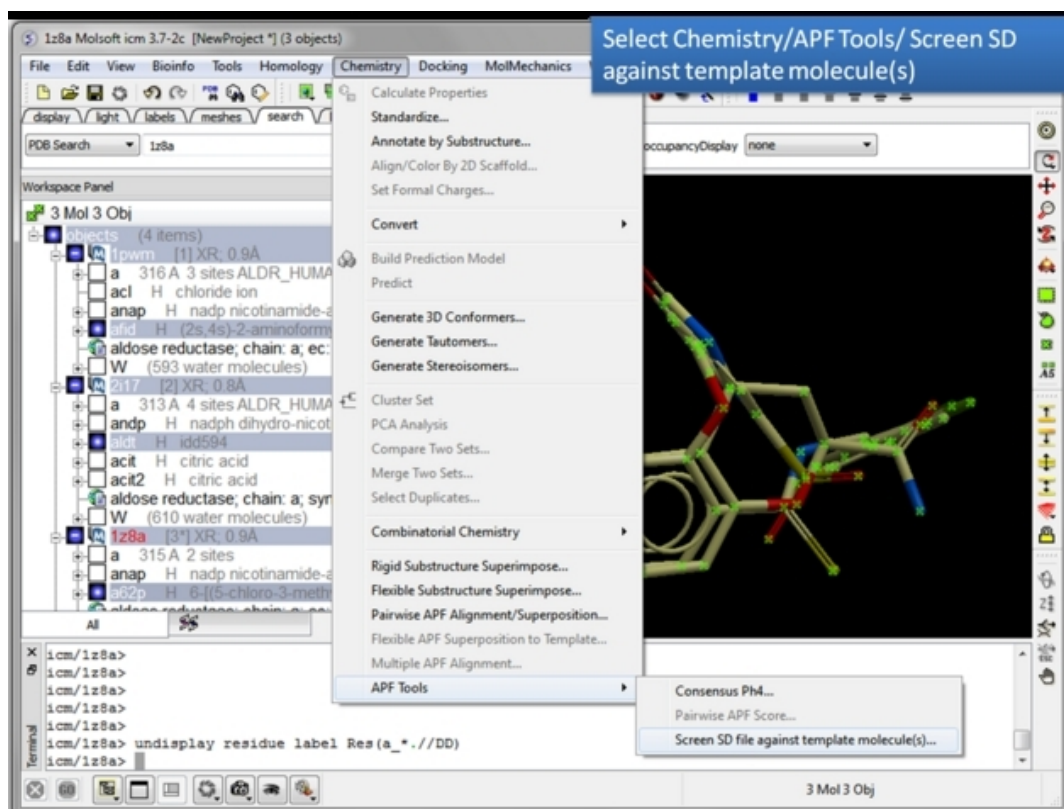 1z8a Molsoft icm 3.7-2c [NewProject *] (3 objects)
Select Chemistry/APF Tools/ Screen SD
against template molecule(s)
File Edit View Bioinfo Tools Homology Chemistry Docking MolMechanics
display light labels meshes search
PDB Search 1z8a
occupancyDisplay none
Workspace Panel
3 Mol 3 Obj
objects (4 items)
1pwm [1] XR; 0.9Å
a 316 A 3 sites ALDR_HUMA
acl H chloride ion
anap H nadp nicotinamide-a
afid H (2s,4s)-2-aminoformy
aldose reductase; chain: a; ec:
W (593 water molecules)
2i17 [2] XR; 0.8Å
a 313 A 4 sites ALDR_HUMA
andp H nadph dihydro-nicot
aldt H idd594
acit H citric acid
acit2 H citric acid
aldose reductase; chain: a; syn
W (610 water molecules)
1z8a [3*] XR; 0.9Å
a 315 A 2 sites
anap H nadp nicotinamide-a
a62p H 6-[(5-chloro-3-meth
aldose reductase; chain: a; ec:
All
Calculate Properties
Standardize...
Annotate by Substructure...
Align/Color By 2D Scaffold...
Set Formal Charges...
Convert
Build Prediction Model
Predict
Generate 3D Conformers...
Generate Tautomers...
Generate Stereoisomers...
Cluster Set
PCA Analysis
Compare Two Sets...
Merge Two Sets...
Select Duplicates...
Combinatorial Chemistry
Rigid Substructure Superimpose...
Flexible Substructure Superimpose...
Pairwise APF Alignment/Superposition...
Flexible APF Superposition to Template...
Multiple APF Alignment...
APF Tools
Consensus Ph4...
Pairwise APF Score...
Screen SD file against template molecule(s)...
Terminal
icm/1z8a>
icm/1z8a>
icm/1z8a>
icm/1z8a>
icm/1z8a>
icm/1z8a> undisplay residue label Res(a_*.//DD)
icm/1z8a>
3 Mol 3 Obj